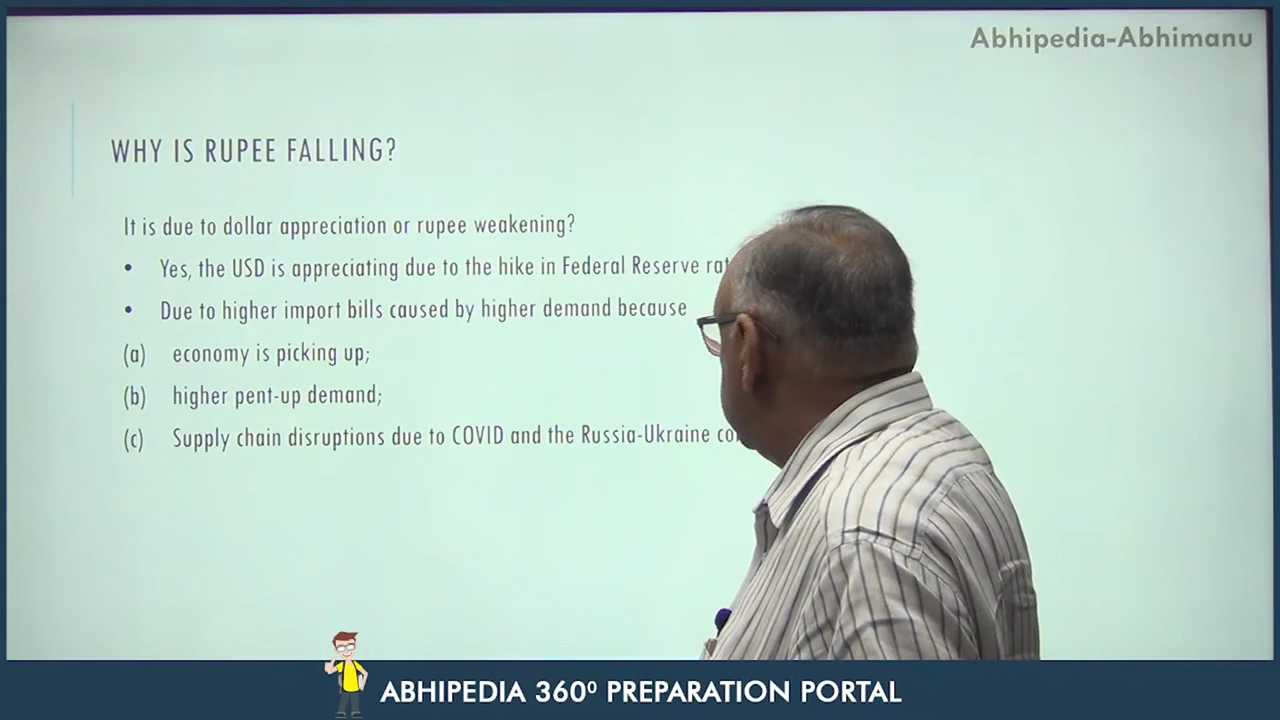 Abhipedia-Abhimanu
WHY IS RUPEE FALLING?
It is due to dollar appreciation or rupee weakening?
• Yes, the USD is appreciating due to the hike in Federal Reserve
• Due to higher import bills caused by higher demand because
(a) economy is picking up;
(b) higher pent-up demand;
(c) Supply chain disruptions due to COVID and the Russia-Ukraine
ABHIPEDIA 360⁰ PREPARATION PORTAL